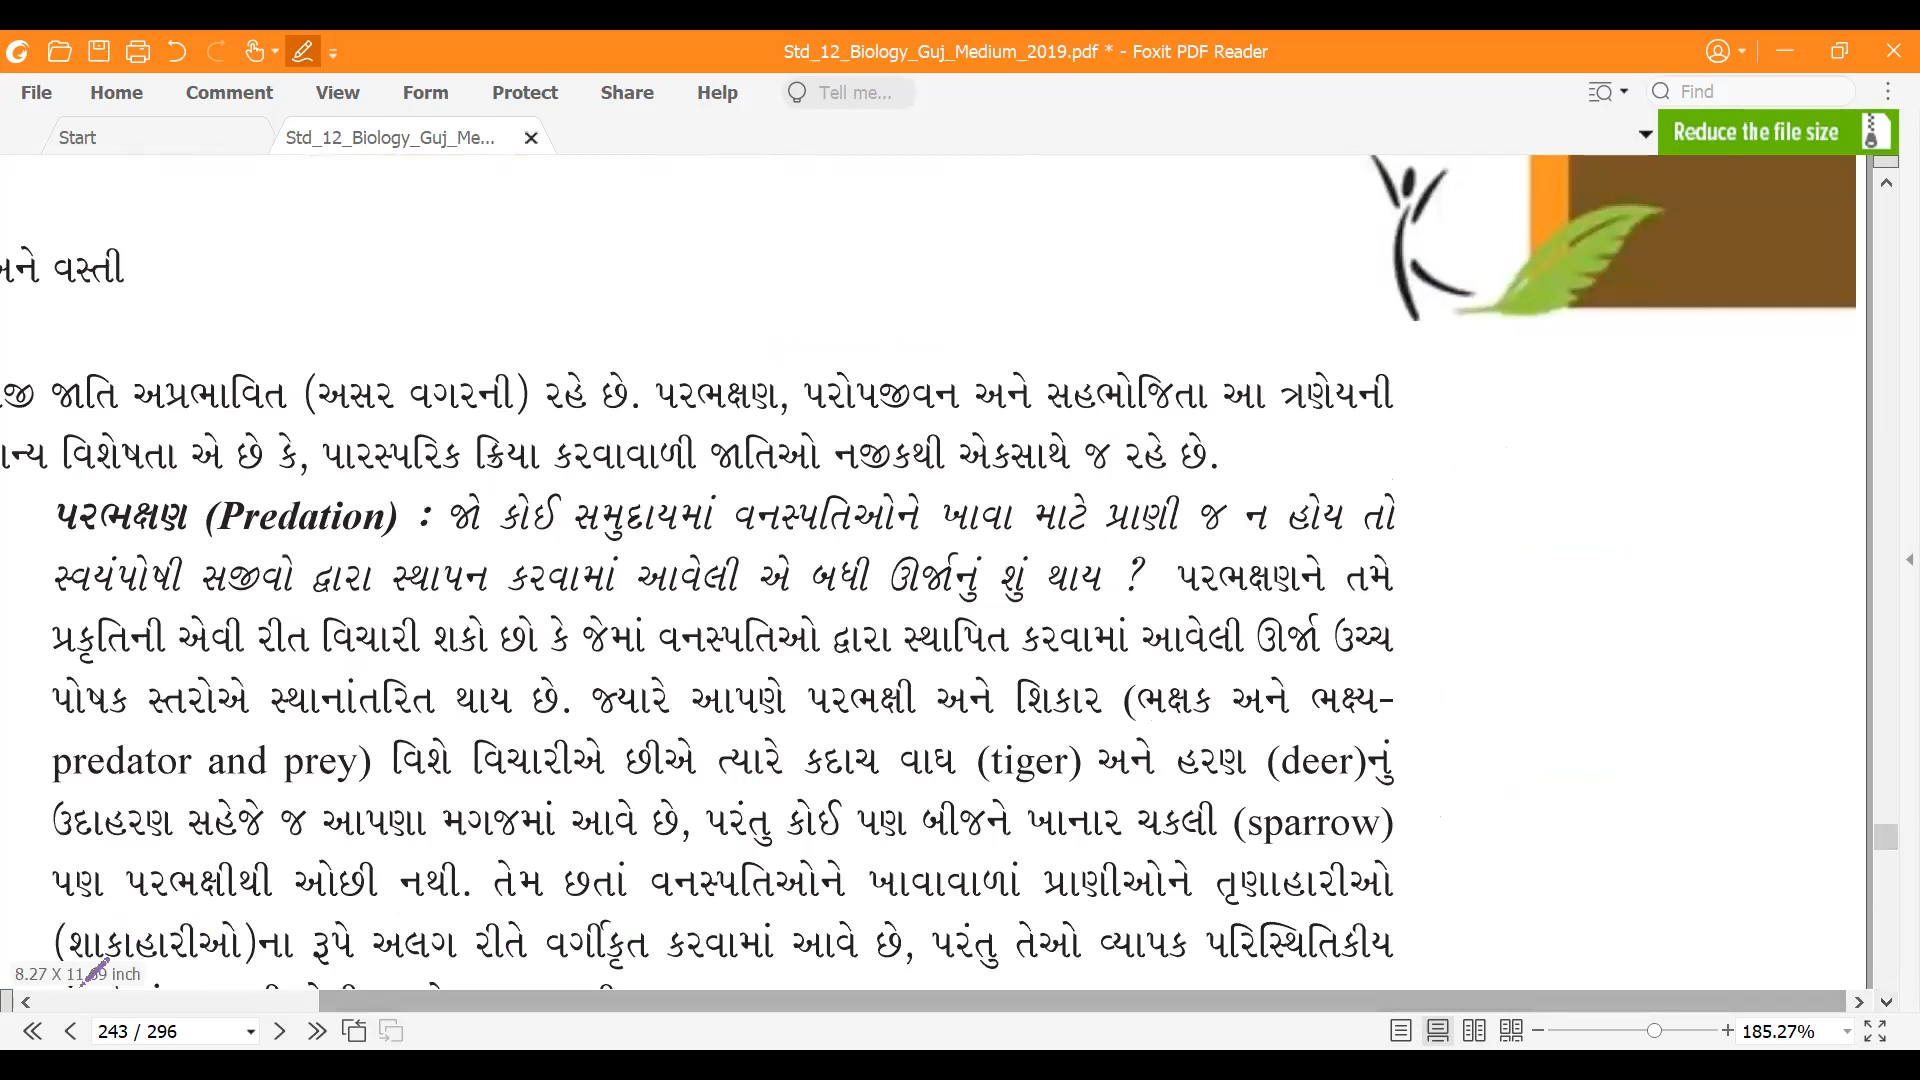 Std_12_Biology_Guj_Medium_2019.pdf * - Foxit PDF Reader
File Home Comment View Form Protect Share Help Tell me... Find
Start Std_12_Biology_Guj_Me... Reduce the file size
અને વસ્તી
જાતિ અપ્રભાવિત (અસર વગરની) રહે છે. પરભક્ષણ, પરોપજીવન અને સહભોજિતા આ ત્રણેયની
વિશેષતા એ છે કે, પારસ્પરિક ક્રિયા કરવાવાળી જાતિઓ નજીકથી એકસાથે જ રહે છે.
પરભક્ષણ (Predation) : જો કોઈ સમુદાયમાં વનસ્પતિઓને ખાવા માટે પ્રાણી જ ન હોય તો
સ્વયંપોષી સજીવો દ્વારા સ્થાપન કરવામાં આવેલી એ બધી ઊર્જાનું શું થાય ? પરભક્ષણને તમે
પ્રકૃતિની એવી રીત વિચારી શકો છો કે જેમાં વનસ્પતિઓ દ્વારા સ્થાપિત કરવામાં આવેલી ઊર્જા ઉચ્ચ
પોષક સ્તરોએ સ્થાનાંતરિત થાય છે. જ્યારે આપણે પરભક્ષી અને શિકાર (ભક્ષક અને ભક્ષ્ય-
predator and prey) વિશે વિચારીએ છીએ ત્યારે કદાચ વાઘ (tiger) અને હરણ (deer)નું
ઉદાહરણ સહેજે જ આપણા મગજમાં આવે છે, પરંતુ કોઈ પણ બીજને ખાનાર ચકલી (sparrow)
પણ પરભક્ષીથી ઓછી નથી. તેમ છતાં વનસ્પતિઓને ખાવાવાળાં પ્રાણીઓને તૃણાહારીઓ
(શાકાહારીઓ)ના રૂપે અલગ રીતે વર્ગીકૃત કરવામાં આવે છે, પરંતુ તેઓ વ્યાપક પરિસ્થિતિકીય
8.27 X 11.69 inch
243 / 296 185.27%